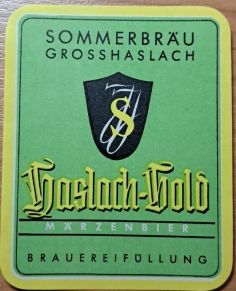 SOMMERBRÄU
GROSSHASLACH
S
Haslach-Gold
MÄRZENBIER
BRAUEREIFÜLLUNG